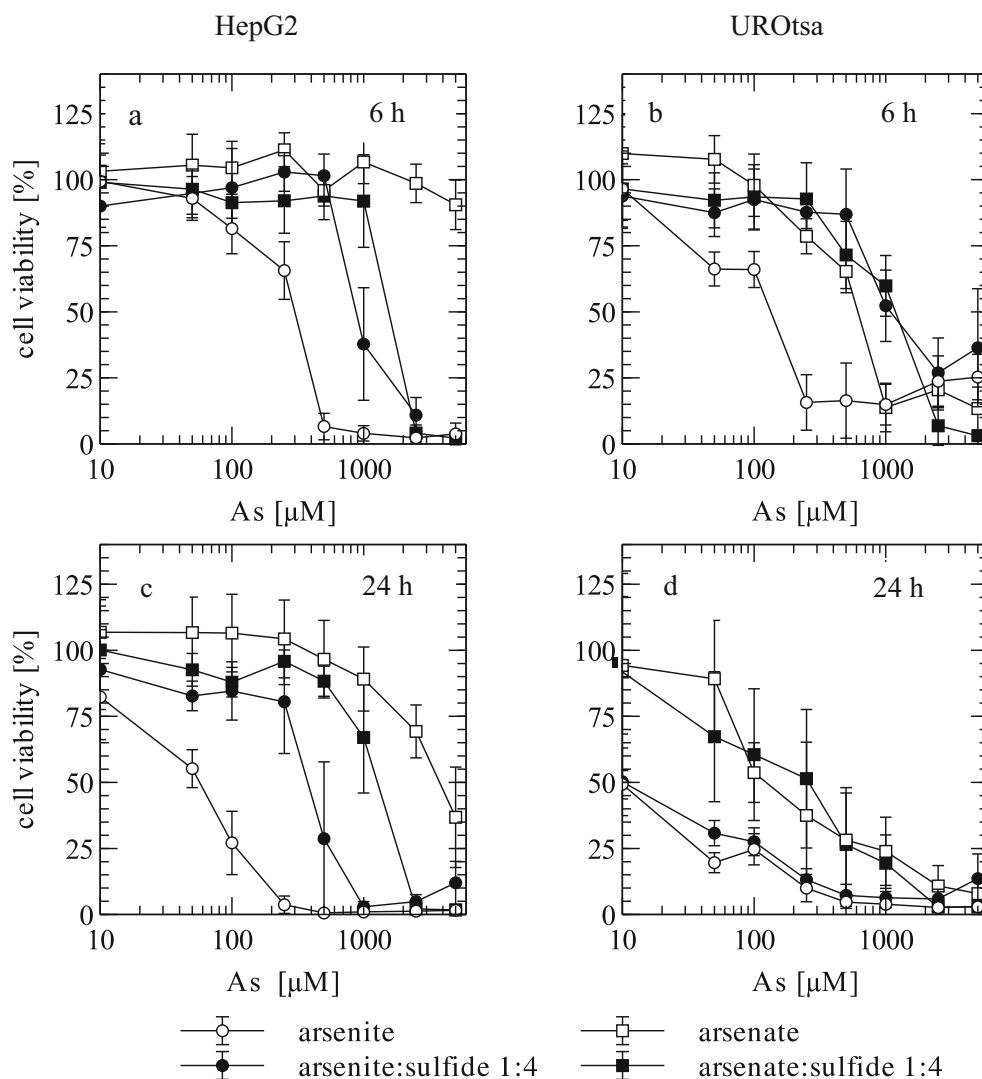 HepG2
UROtsa
a
6 h
125
100
75
50
25
0
cell viability [%]
10
100
1000
As [µM]
b
6 h
125
100
75
50
25
0
10
100
1000
As [µM]
c
24 h
125
100
75
50
25
0
cell viability [%]
10
100
1000
As [µM]
d
24 h
125
100
75
50
25
0
10
100
1000
As [µM]
arsenite
arsenate
arsenite:sulfide 1:4
arsenate:sulfide 1:4